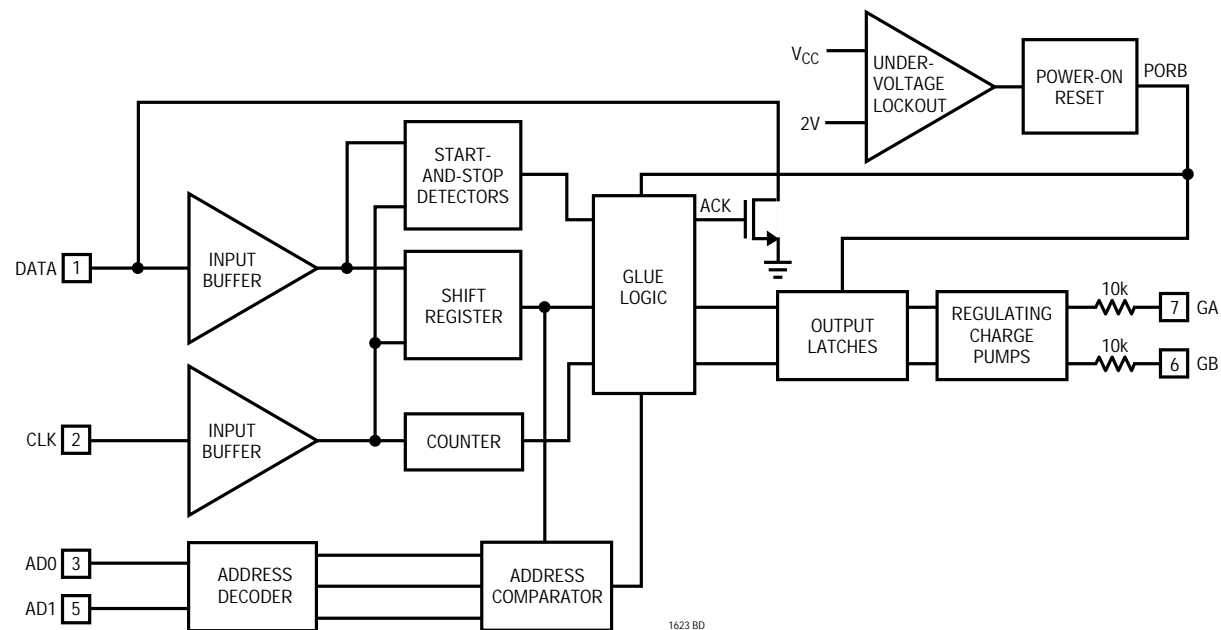 V_CC
2V
UNDER-
VOLTAGE
LOCKOUT
POWER-ON
RESET
PORB
START-
AND-STOP
DETECTORS
ACK
DATA 1
INPUT
BUFFER
SHIFT
REGISTER
GLUE
LOGIC
OUTPUT
LATCHES
REGULATING
CHARGE
PUMPS
10k
7 GA
10k
6 GB
CLK 2
INPUT
BUFFER
COUNTER
AD0 3
AD1 5
ADDRESS
DECODER
ADDRESS
COMPARATOR
1623 BD